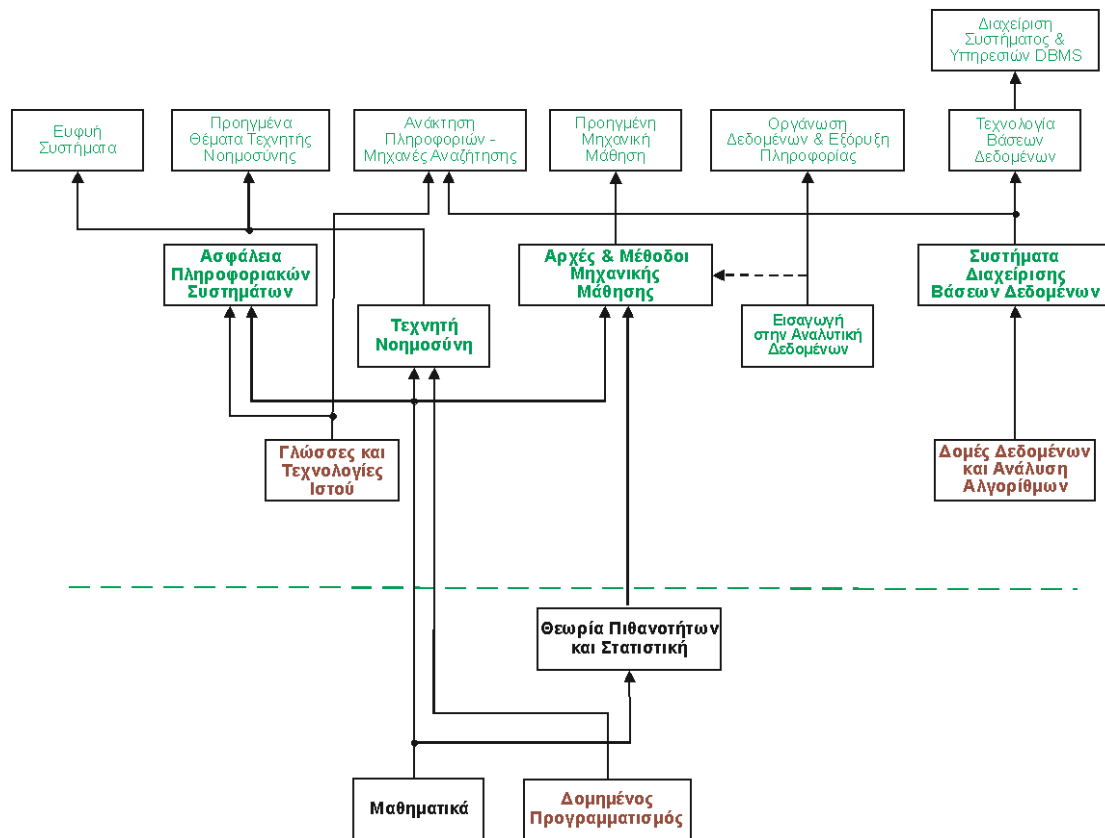 Διαχείριση
Συστήματος &
Υπηρεσιών DBMS
Ευφυή
Συστήματα
Προηγμένα
Θέματα Τεχνητής
Νοημοσύνης
Ανάκτηση
Πληροφοριών -
Μηχανές Αναζήτησης
Προηγμένη
Μηχανική
Μάθηση
Οργάνωση
Δεδομένων & Εξόρυξη
Πληροφορίας
Τεχνολογία
Βάσεων
Δεδομένων
Ασφάλεια
Πληροφοριακών
Συστημάτων
Αρχές & Μέθοδοι
Μηχανικής
Μάθησης
Συστήματα
Διαχείρισης
Βάσεων Δεδομένων
Τεχνητή
Νοημοσύνη
Εισαγωγή
στην Αναλυτική
Δεδομένων
Γλώσσες και
Τεχνολογίες
Ιστού
Δομές Δεδομένων
και Ανάλυση
Αλγορίθμων
Θεωρία Πιθανοτήτων
και Στατιστική
Μαθηματικά
Δομημένος
Προγραμματισμός